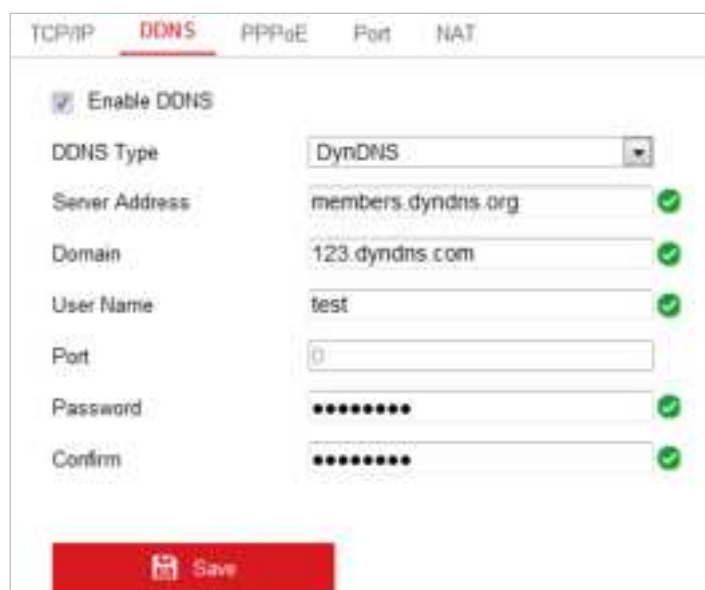 TCP/IP DDNS PPPoE Port NAT
Enable DDNS
DDNS Type DynDNS
Server Address members.dyndns.org
Domain 123.dyndns.com
User Name test
Port 0
Password ●●●●●●●●
Confirm ●●●●●●●●
Save